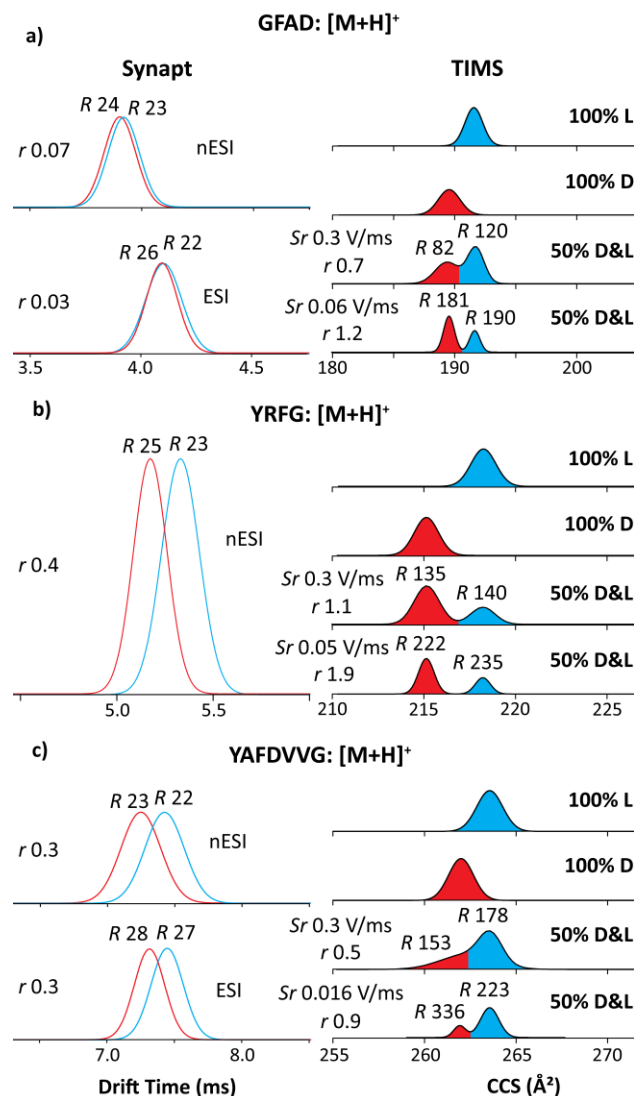 a)
GFAD: [M+H]⁺
Synapt
TIMS
R 24
R 23
r 0.07
nESI
100% L
100% D
R 26
R 22
r 0.03
ESI
Sr 0.3 V/ms
r 0.7
R 82
R 120
50% D&L
Sr 0.06 V/ms
r 1.2
R 181
R 190
50% D&L
3.5 4.0 4.5
180 190 200
b)
YRFG: [M+H]⁺
R 25
R 23
r 0.4
nESI
100% L
100% D
Sr 0.3 V/ms
r 1.1
R 135
R 140
50% D&L
Sr 0.05 V/ms
r 1.9
R 222
R 235
50% D&L
5.0 5.5
210 215 220 225
c)
YAFDVVG: [M+H]⁺
R 23
R 22
r 0.3
nESI
100% L
100% D
R 28
R 27
r 0.3
ESI
Sr 0.3 V/ms
r 0.5
R 153
R 178
50% D&L
Sr 0.016 V/ms
r 0.9
R 336
R 223
50% D&L
7.0 7.5 8.0
255 260 265 270
Drift Time (ms)
CCS (Å²)